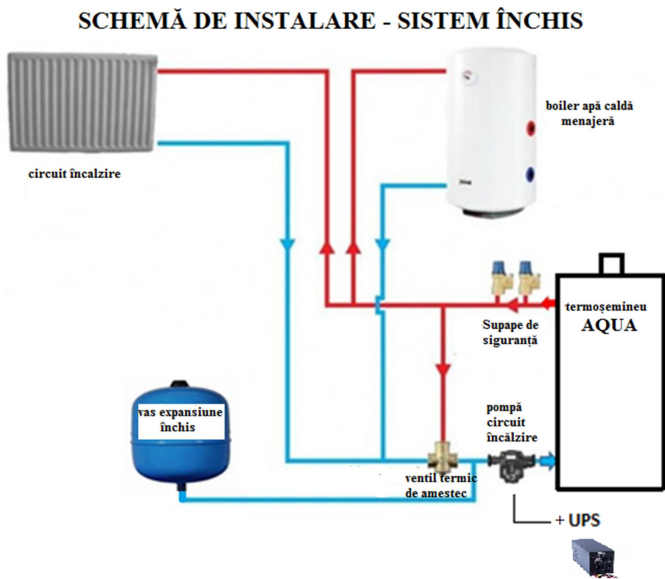 SCHEMĂ DE INSTALARE - SISTEM ÎNCHIS
circuit încalzire
boiler apă caldă
menajeră
termoșemineu
AQUA
Supape de
siguranță
vas expansiune
închis
pompă
circuit
încălzire
ventil termic
de amestec
+ UPS